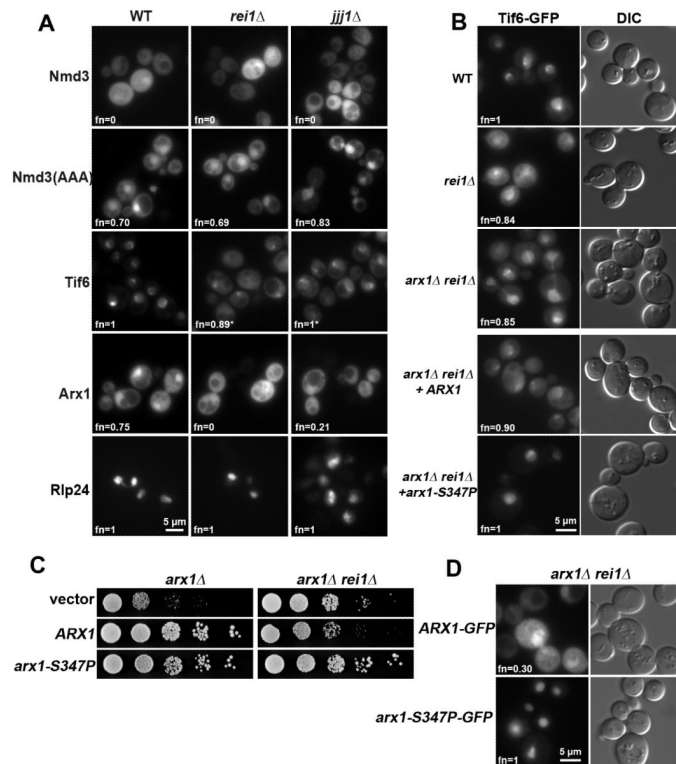 A
WT rei1Δ jjj1Δ
Nmd3
fn=0 fn=0 fn=0
Nmd3(AAA)
fn=0.70 fn=0.69 fn=0.83
Tif6
fn=1 fn=0.89* fn=1*
Arx1
fn=0.75 fn=0 fn=0.21
Rlp24
5 µm
fn=1 fn=1 fn=1
B
Tif6-GFP DIC
WT
fn=1
rei1Δ
fn=0.84
arx1Δ rei1Δ
fn=0.85
arx1Δ rei1Δ
+ ARX1
fn=0.90
arx1Δ rei1Δ
+arx1-S347P
5 µm
fn=1
C
arx1Δ arx1Δ rei1Δ
vector
ARX1
arx1-S347P
D
arx1Δ rei1Δ
ARX1-GFP
fn=0.30
arx1-S347P-GFP
5 µm
fn=1